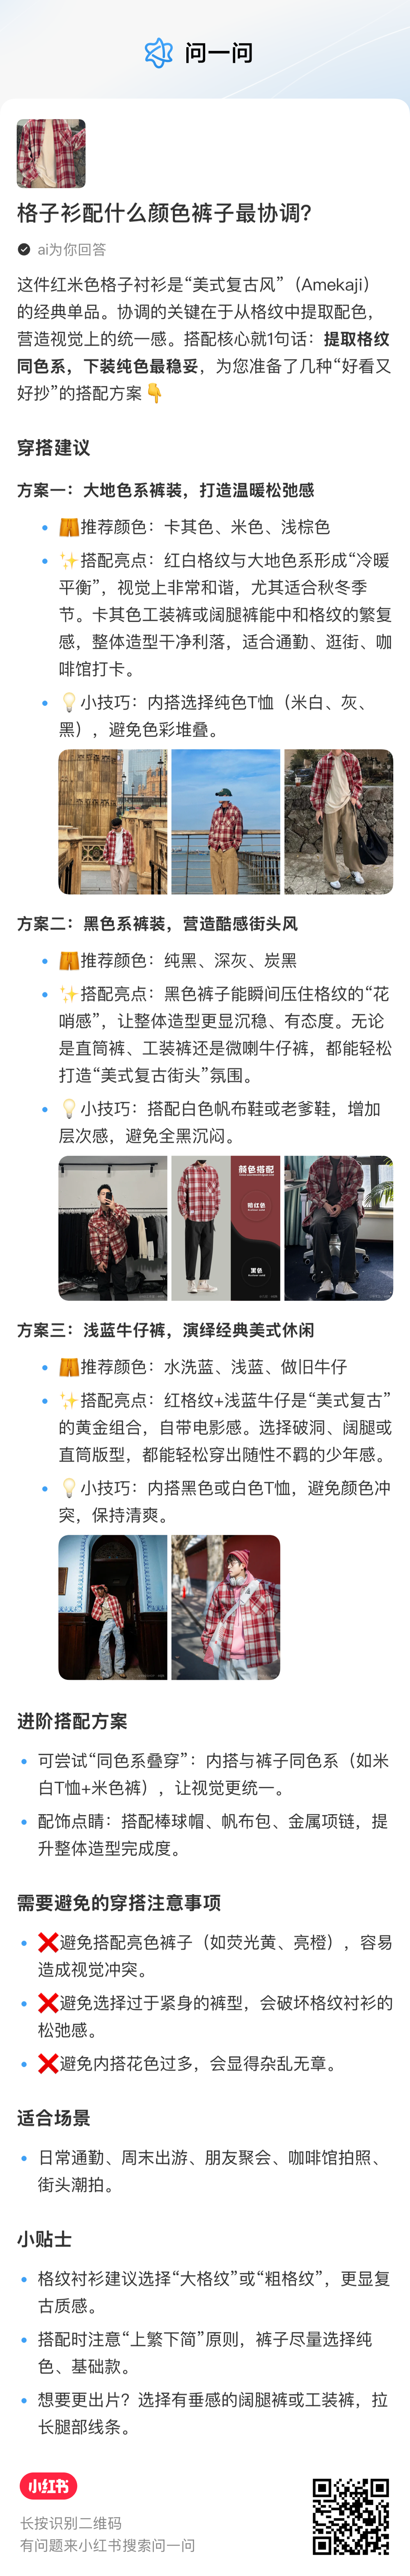 问一问
格子衫配什么颜色裤子最协调?
ai为你回答
这件红米色格子衬衫是“美式复古风”（Amekaji）
的经典单品。协调的关键在于从格纹中提取配色，
营造视觉上的统一感。搭配核心就1句话：提取格纹
同色系，下装纯色最稳妥，为您准备了几种“好看又
好抄”的搭配方案👇
穿搭建议
方案一：大地色系裤装，打造温暖松弛感
🩳推荐颜色：卡其色、米色、浅棕色
✨搭配亮点：红白格纹与大地色系形成“冷暖
平衡”，视觉上非常和谐，尤其适合秋冬季
节。卡其色工装裤或阔腿裤能中和格纹的繁复
感，整体造型干净利落，适合通勤、逛街、咖
啡馆打卡。
💡小技巧：内搭选择纯色T恤（米白、灰、
黑），避免色彩堆叠。
方案二：黑色系裤装，营造酷感街头风
🩳推荐颜色：纯黑、深灰、炭黑
✨搭配亮点：黑色裤子能瞬间压住格纹的“花
哨感”，让整体造型更显沉稳、有态度。无论
是直筒裤、工装裤还是微喇牛仔裤，都能轻松
打造“美式复古街头”氛围。
💡小技巧：搭配白色帆布鞋或老爹鞋，增加
层次感，避免全黑沉闷。
颜色搭配
黑色
方案三：浅蓝牛仔裤，演绎经典美式休闲
🩳推荐颜色：水洗蓝、浅蓝、做旧牛仔
✨搭配亮点：红格纹+浅蓝牛仔是“美式复古”
的黄金组合，自带电影感。选择破洞、阔腿或
直筒版型，都能轻松穿出随性不羁的少年感。
💡小技巧：内搭黑色或白色T恤，避免颜色冲
突，保持清爽。
进阶搭配方案
可尝试“同色系叠穿”：内搭与裤子同色系（如米
白T恤+米色裤），让视觉更统一。
配饰点睛：搭配棒球帽、帆布包、金属项链，提
升整体造型完成度。
需要避免的穿搭注意事项
❌避免搭配亮色裤子（如荧光黄、亮橙），容易
造成视觉冲突。
❌避免选择过于紧身的裤型，会破坏格纹衬衫的
松弛感。
❌避免内搭花色过多，会显得杂乱无章。
适合场景
日常通勤、周末出游、朋友聚会、咖啡馆拍照、
街头潮拍。
小贴士
格纹衬衫建议选择“大格纹”或“粗格纹”，更显复
古质感。
搭配时注意“上繁下简”原则，裤子尽量选择纯
色、基础款。
想要更出片？选择有垂感的阔腿裤或工装裤，拉
长腿部线条。
小红书
长按识别二维码
有问题来小红书搜索问一问